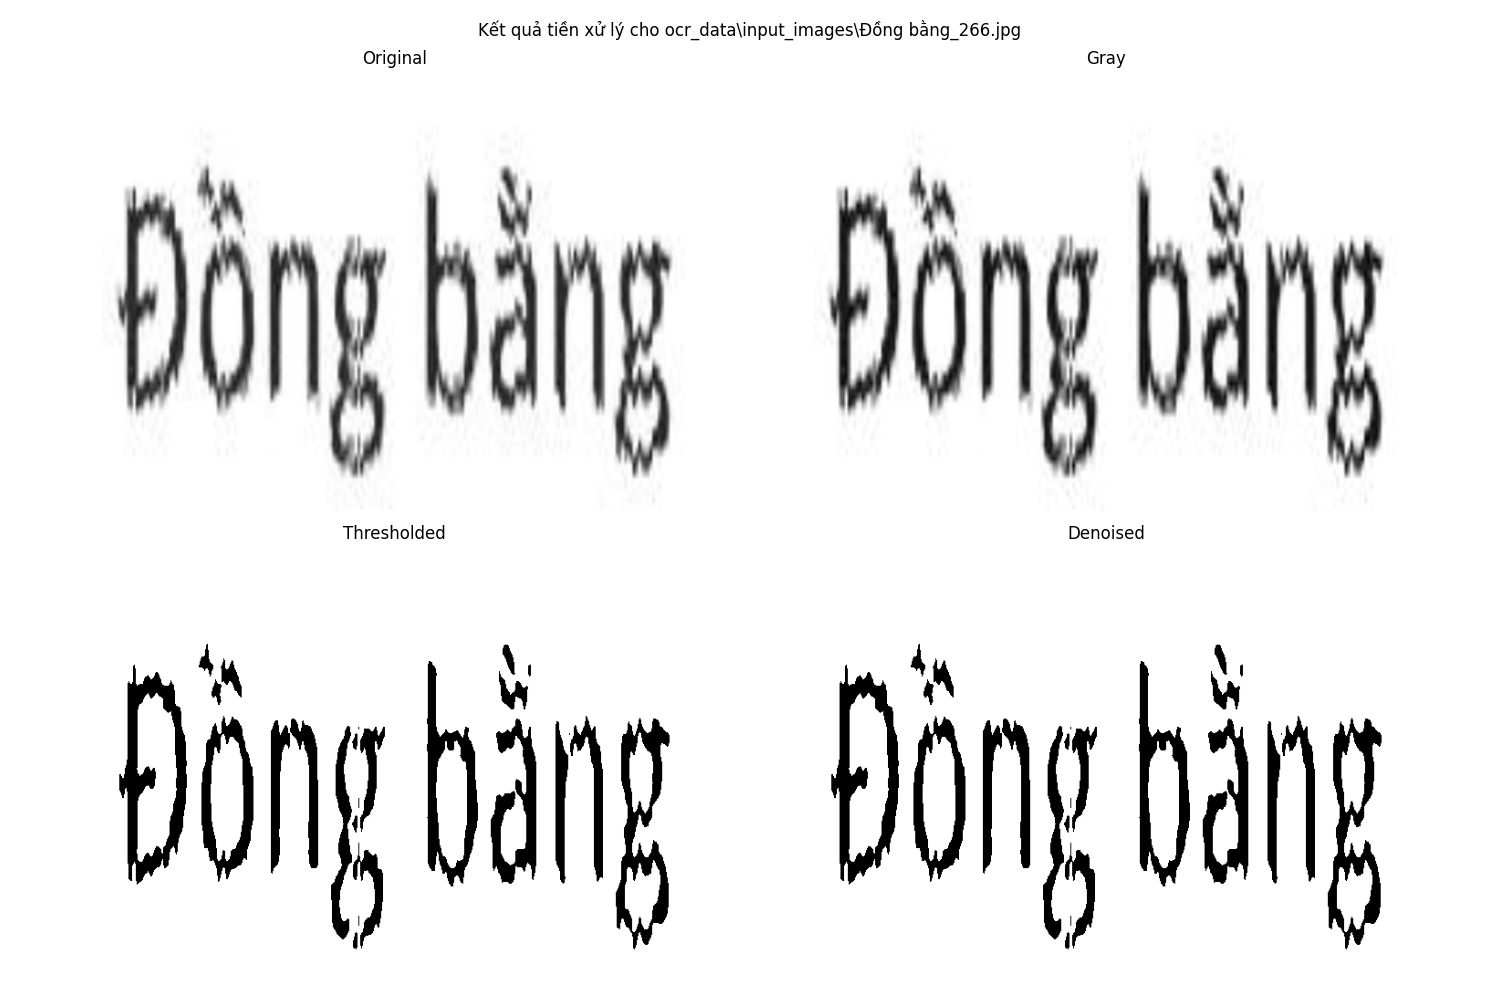 Kết quả tiền xử lý cho ocr_data\input_images\Đồng bằng_266.jpg
Original
Gray
Đồng bằng
Đồng bằng
Thresholded
Denoised
Đồng bằng
Đồng bằng